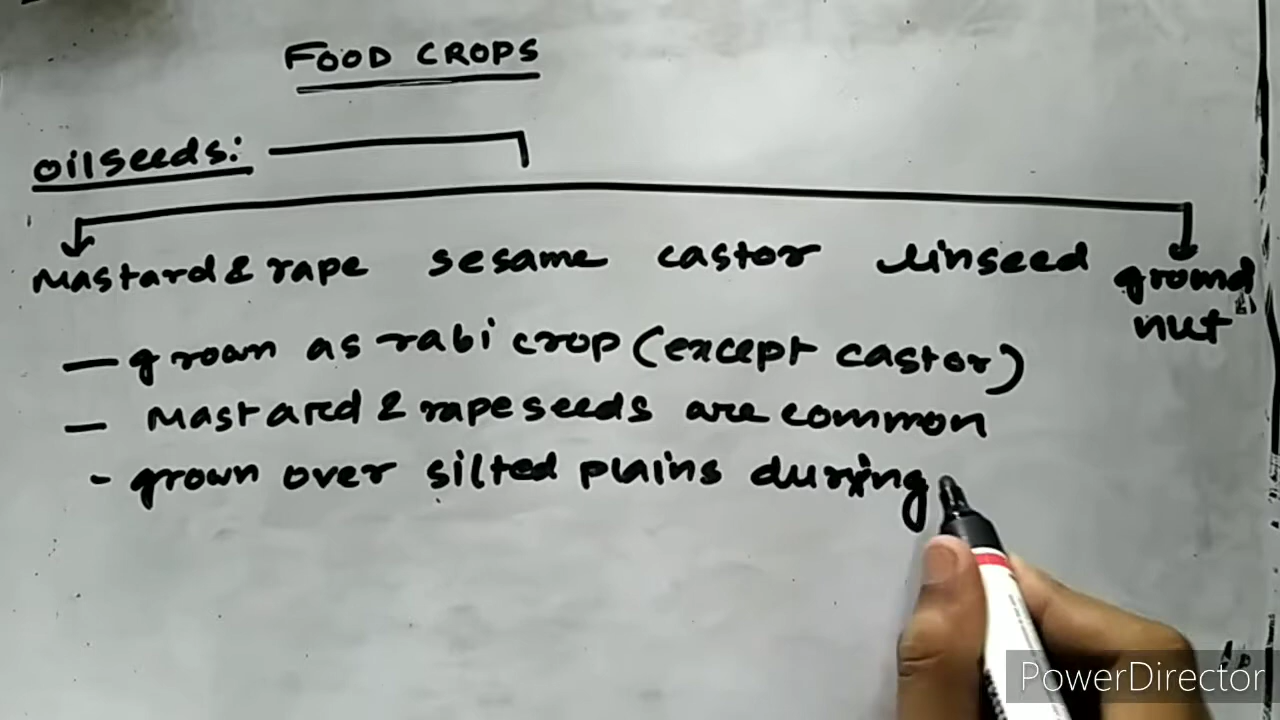 FOOD CROPS
oilseeds:
Mastard & rape sesame castor linseed ground nut
— grown as rabi crop (except castor)
— Mastard & rapeseeds are common
- grown over silted plains during
PowerDirector